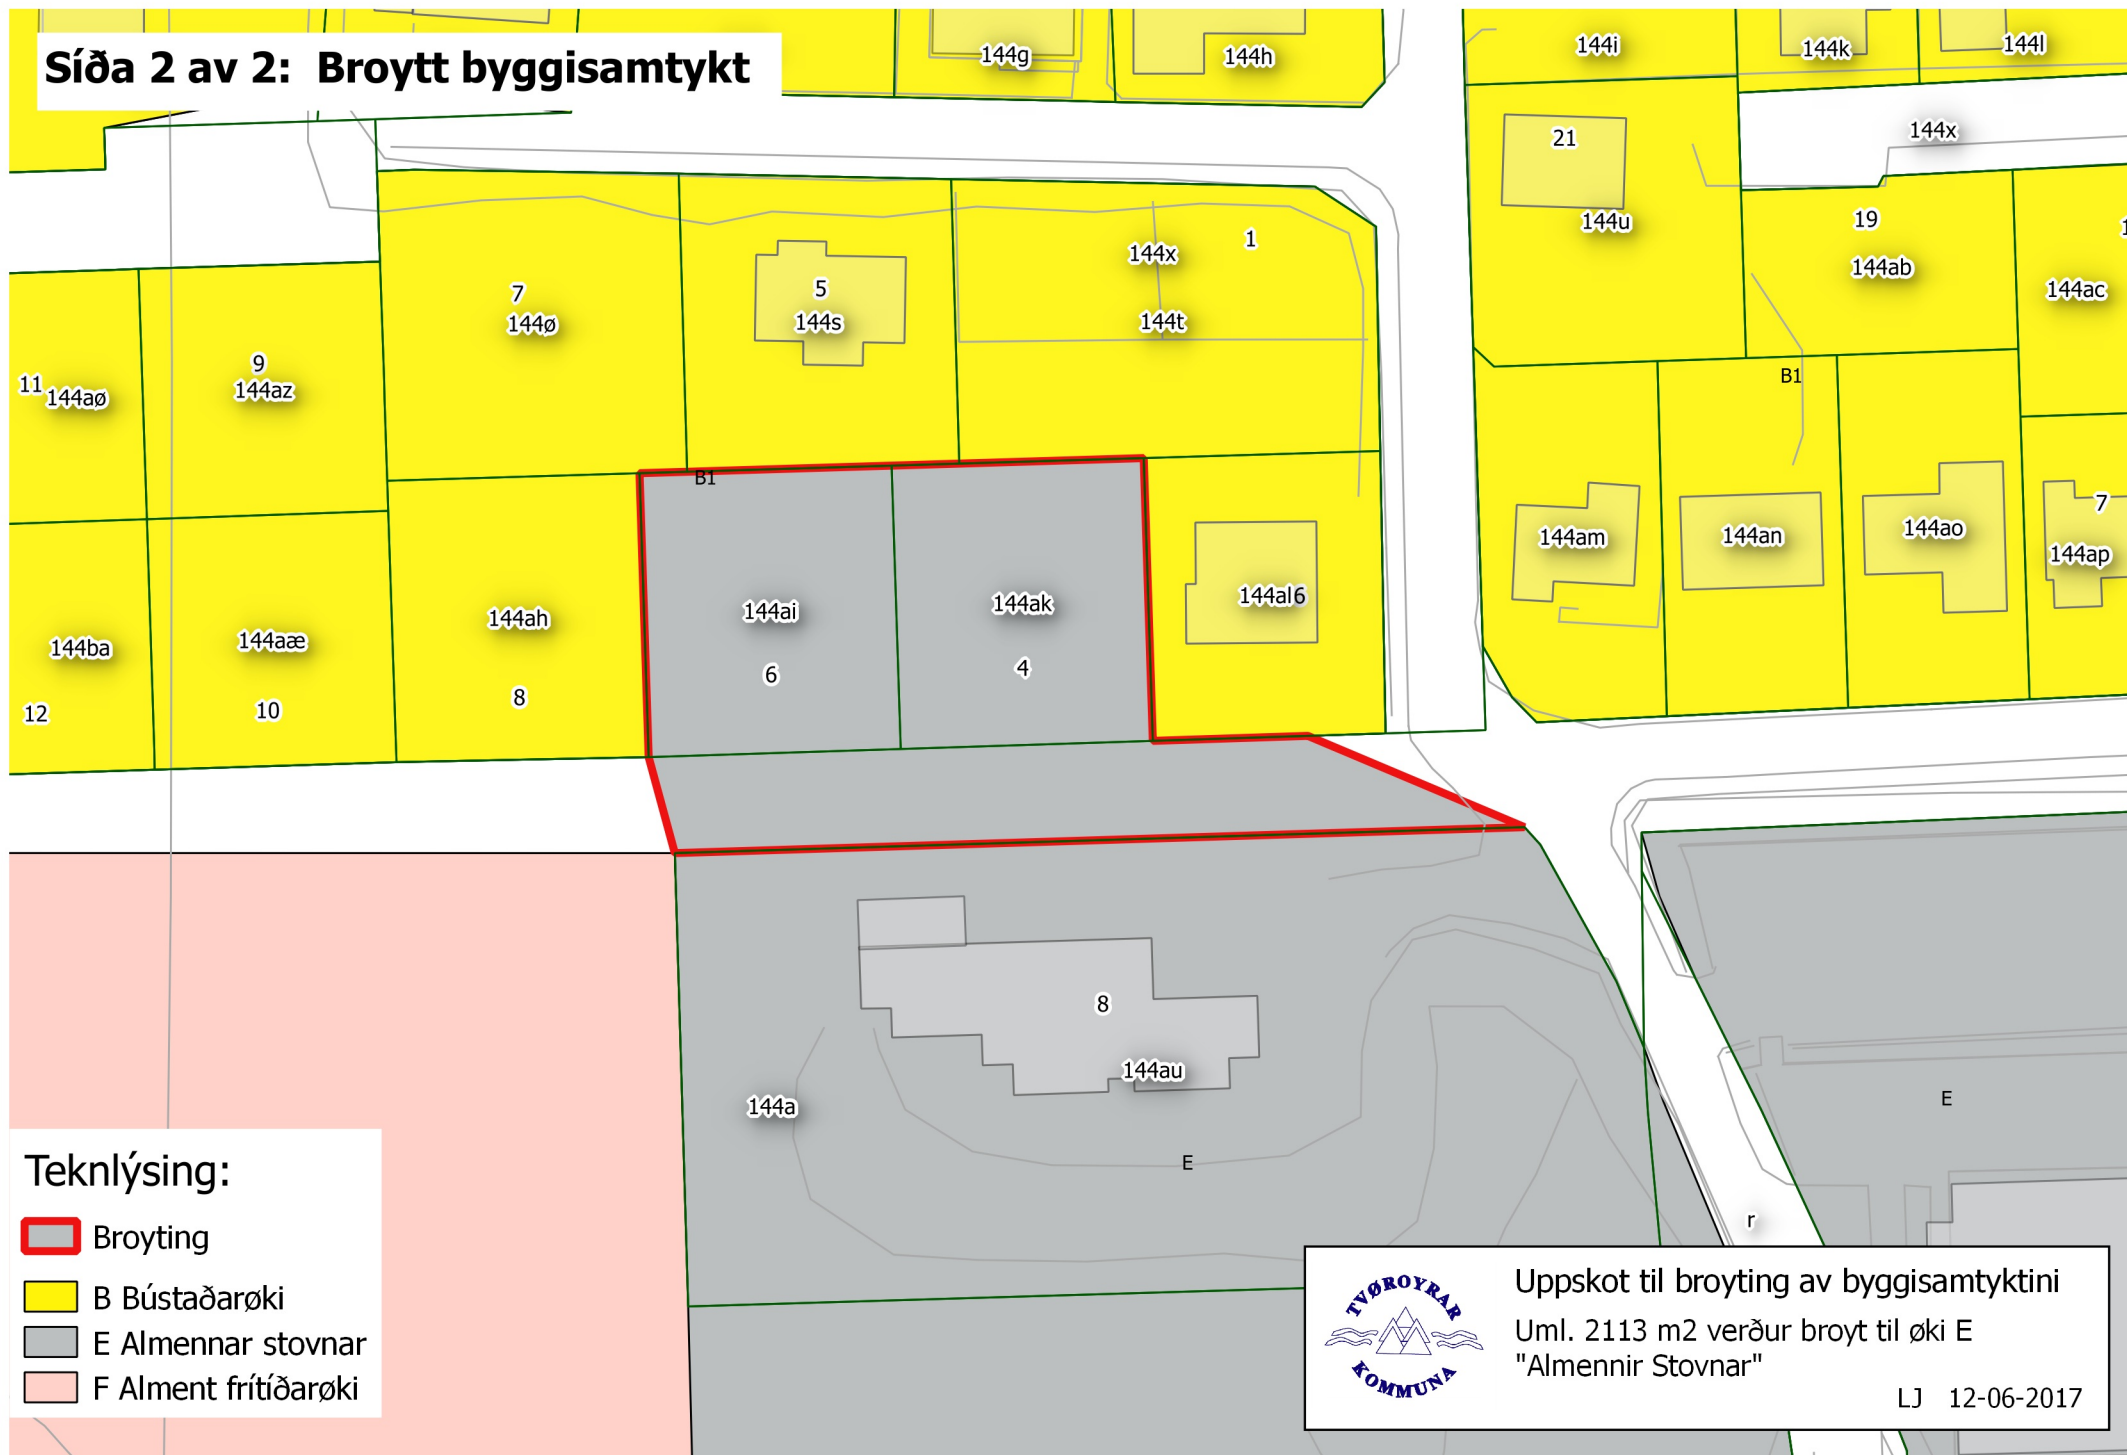 Síða 2 av 2: Broytt byggisamtykt
144g
144h
144i
144k
144l
21
144u
144x
19
144ab
144ac
1
144x
144t
5
144s
7
144ø
9
144az
11
144aø
B1
B1
144am
144an
144ao
7
144ap
144al6
144ak
4
144ai
6
144ah
8
144aæ
10
144ba
12
8
144au
144a
E
E
r
Teknlýsing:
Broyting
B Bústaðarøki
E Almennar stovnar
F Alment frítíðarøki
TVØROYRAR
KOMMUNA
Uppskot til broyting av byggisamtyktini
Uml. 2113 m2 verður broyt til øki E
"Almennir Stovnar"
LJ 12-06-2017